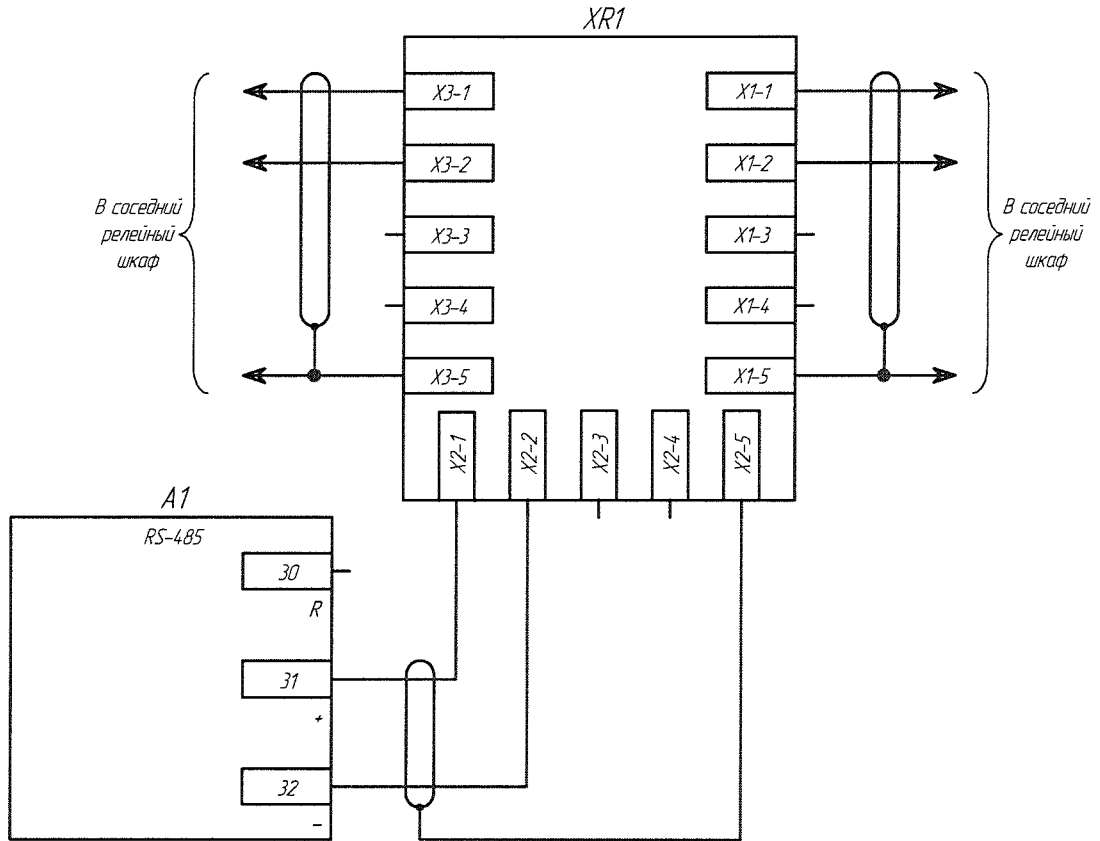 XR1
X3-1
X1-1
X3-2
X1-2
В соседний
релейный
шкаф
X3-3
X1-3
В соседний
релейный
шкаф
X3-4
X1-4
X3-5
X1-5
X2-1
X2-2
X2-3
X2-4
X2-5
A1
RS-485
30
R
31
+
32
-